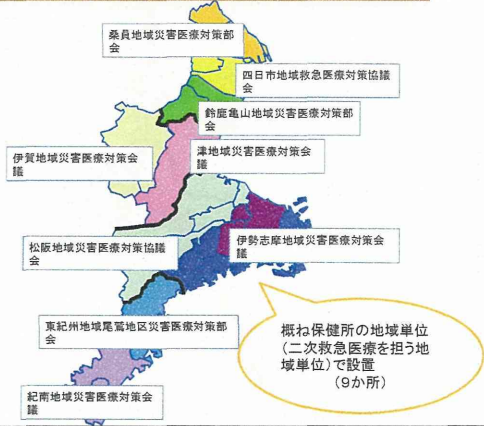 桑員地域災害医療対策部
会
四日市地域救急医療対策協議
会
鈴鹿亀山地域災害医療対策部
会
津地域災害医療対策会
議
伊賀地域災害医療対策会
議
松阪地域災害医療対策協議
会
伊勢志摩地域災害医療対策会
議
東紀州地域尾鷲地区災害医療対策部
会
紀南地域災害医療対策会
議
概ね保健所の地域単位
（二次救急医療を担う地
域単位）で設置
（９か所）